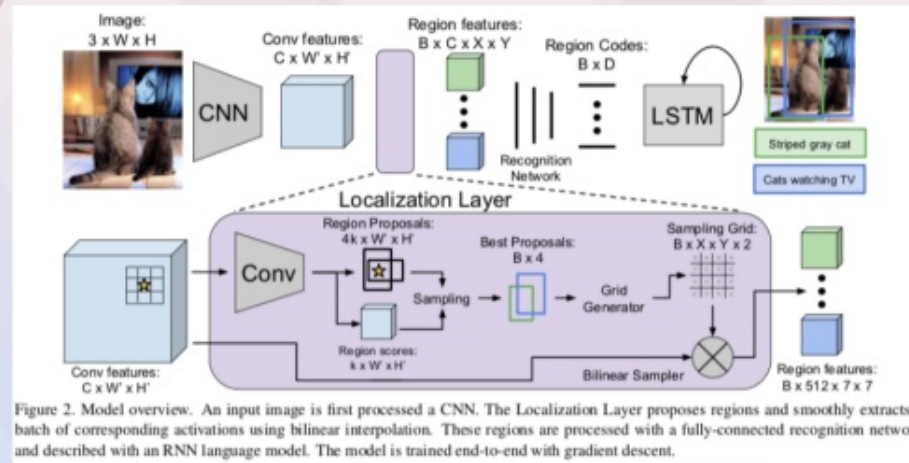 Image:
3 x W x H
Conv features:
C x W' x H'
Region features:
B x C x X x Y
Region Codes:
B x D
CNN
LSTM
Recognition
Network
Striped gray cat
Cats watching TV
Localization Layer
Region Proposals:
4k x W' x H'
Conv
Sampling
Region scores:
k x W' x H'
Best Proposals:
B x 4
Grid
Generator
Sampling Grid:
B x X x Y x 2
Bilinear Sampler
Conv features:
C x W' x H'
Region features:
B x 512 x 7 x 7
Figure 2. Model overview. An input image is first processed a CNN. The Localization Layer proposes regions and smoothly extracts
batch of corresponding activations using bilinear interpolation. These regions are processed with a fully-connected recognition netwo
and described with an RNN language model. The model is trained end-to-end with gradient descent.